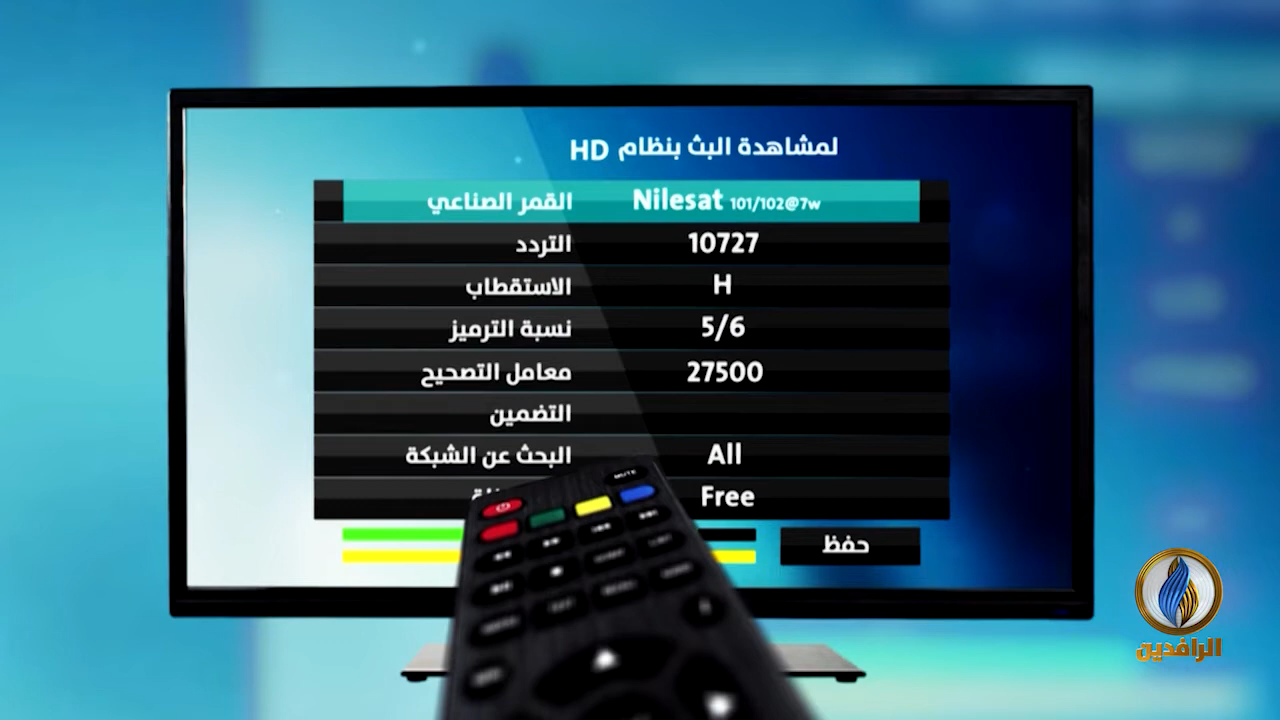 لمشاهدة البث بنظام HD
القمر الصناعي Nilesat 101/102@7w
التردد 10727
الاستقطاب H
نسبة الترميز 5/6
معامل التصحيح 27500
التضمين
البحث عن الشبكة All
Free
حفظ
MUTE
الرافدين